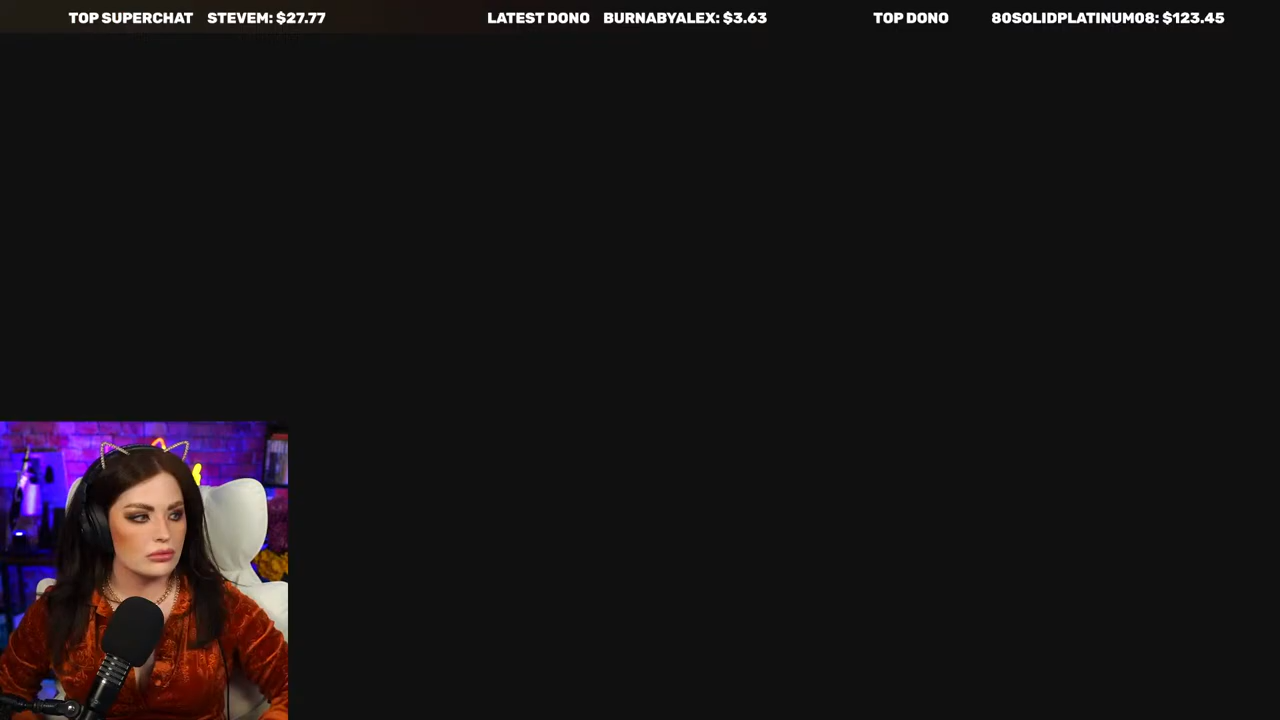 TOP SUPERCHAT STEVEM: $27.77 LATEST DONO BURNABYALEX: $3.63 TOP DONO 80SOLIDPLATINUM08: $123.45